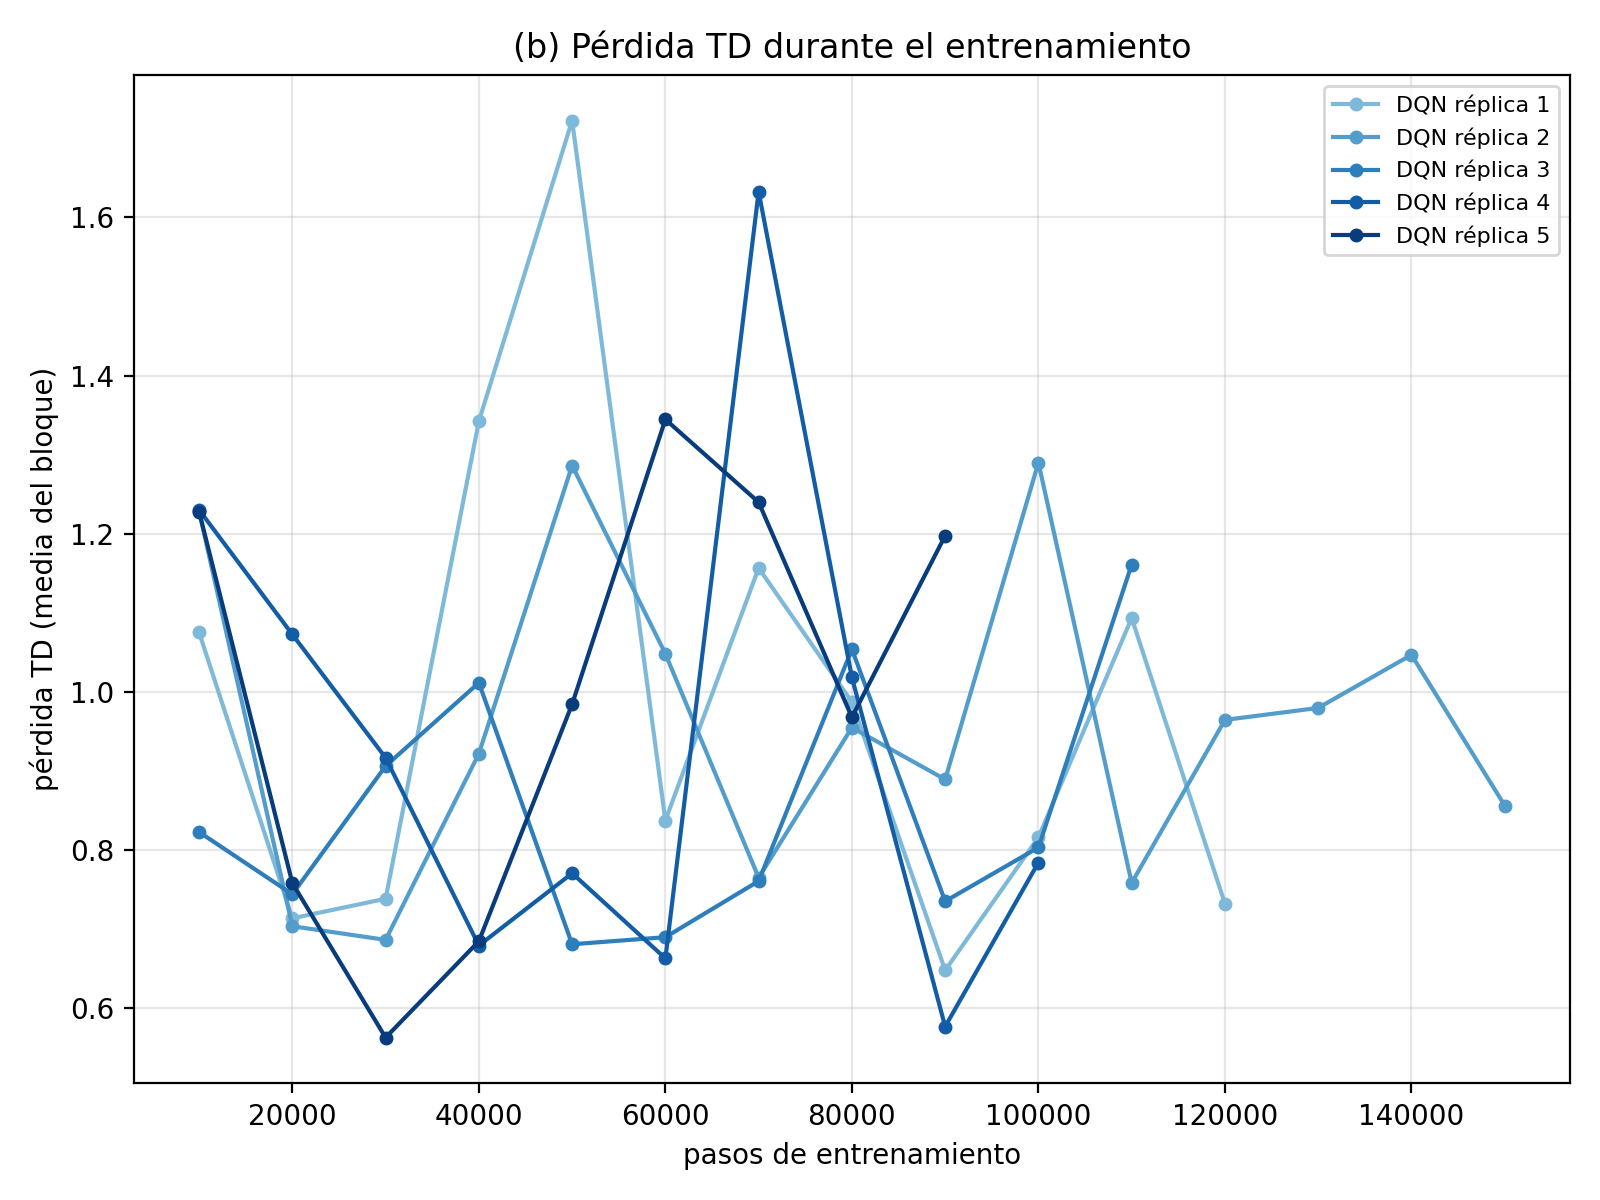 (b) Pérdida TD durante el entrenamiento
DQN réplica 1
DQN réplica 2
DQN réplica 3
DQN réplica 4
DQN réplica 5
pérdida TD (media del bloque)
1.6
1.4
1.2
1.0
0.8
0.6
20000 40000 60000 80000 100000 120000 140000
pasos de entrenamiento